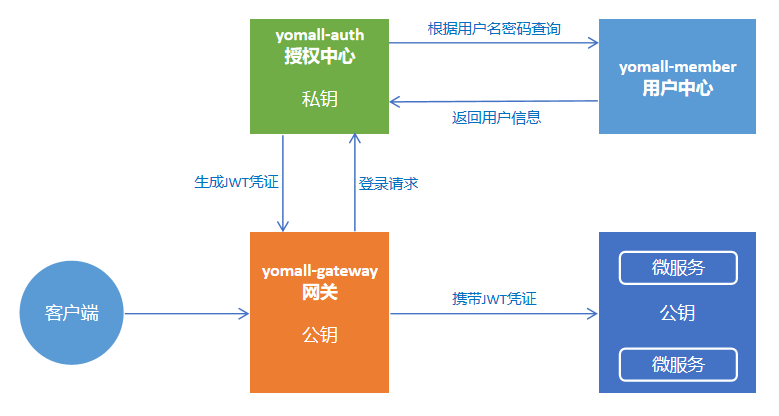 yomall-auth
授权中心
私钥
根据用户名密码查询
yomall-member
用户中心
返回用户信息
生成JWT凭证
登录请求
客户端
yomall-gateway
网关
公钥
携带JWT凭证
微服务
公钥
微服务